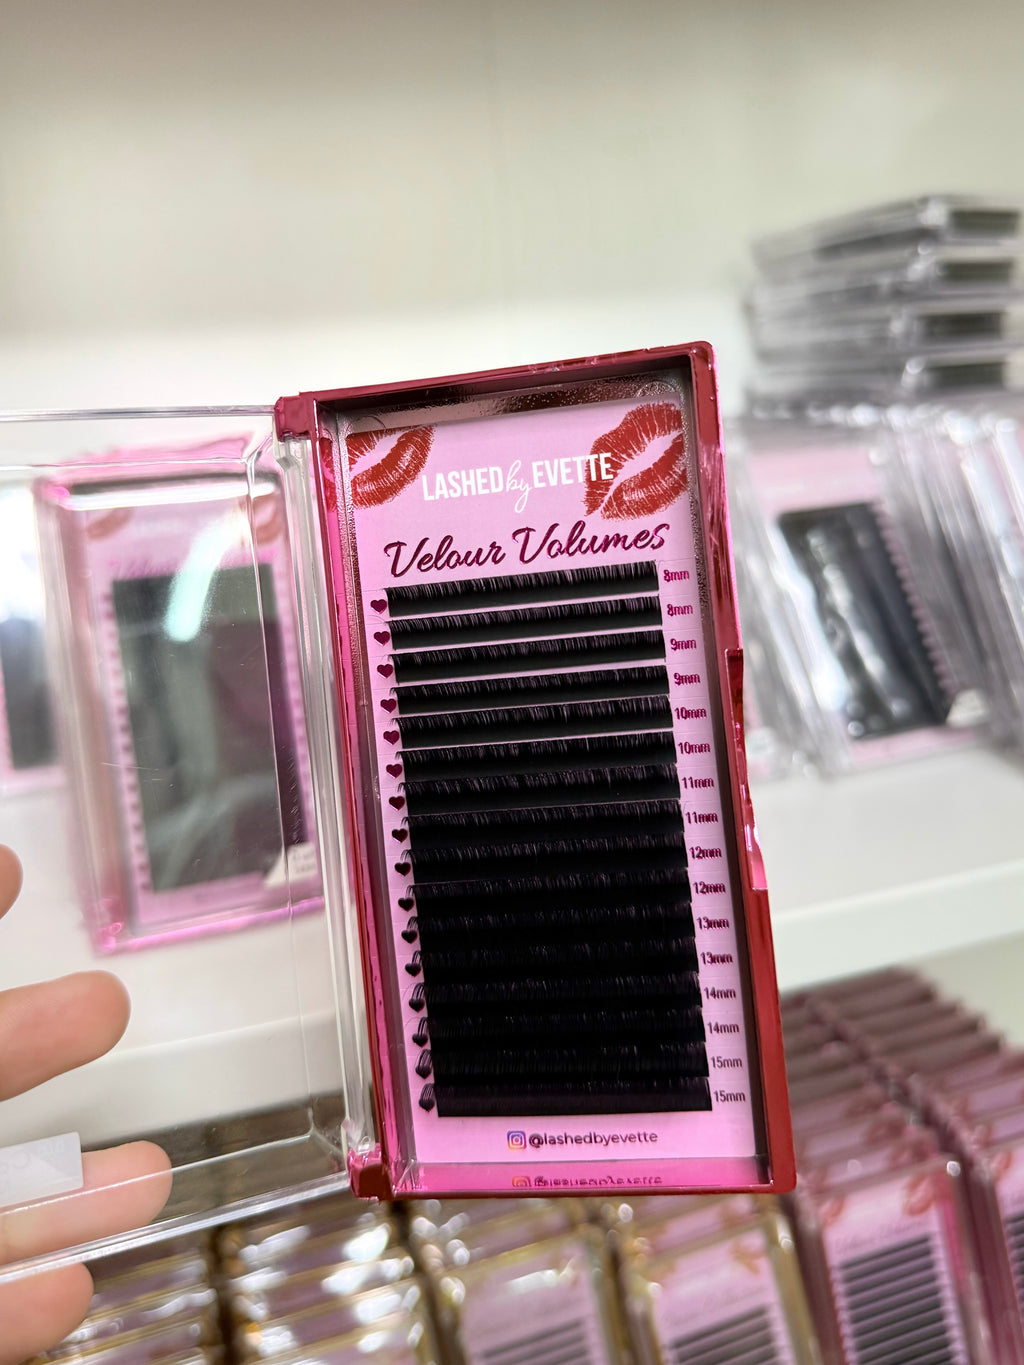 LASHED by EVETTE
Velour Volumes
8mm
8mm
9mm
9mm
10mm
10mm
11mm
11mm
12mm
12mm
13mm
13mm
14mm
14mm
15mm
15mm
@lashedbyevette